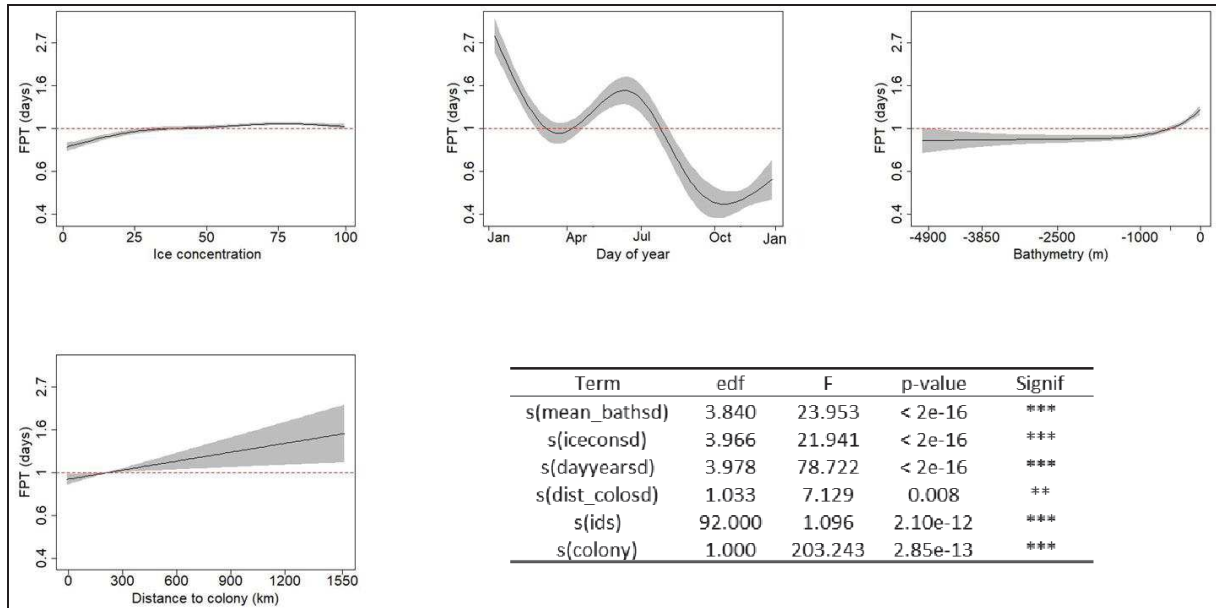 FPT (days)
2.7
1.6
1
0.6
0.4
0 25 50 75 100
Ice concentration
FPT (days)
2.7
1.6
1
0.6
0.4
Jan Apr Jul Oct Jan
Day of year
FPT (days)
2.7
1.6
1
0.6
0.4
-4900 -3850 -2500 -1000 0
Bathymetry (m)
FPT (days)
2.7
1.6
1
0.6
0.4
0 300 600 900 1200 1550
Distance to colony (km)
Term edf F p-value Signif
s(mean_bathsd) 3.840 23.953 < 2e-16 ***
s(iceconsd) 3.966 21.941 < 2e-16 ***
s(dayyearsd) 3.978 78.722 < 2e-16 ***
s(dist_colosd) 1.033 7.129 0.008 **
s(ids) 92.000 1.096 2.10e-12 ***
s(colony) 1.000 203.243 2.85e-13 ***